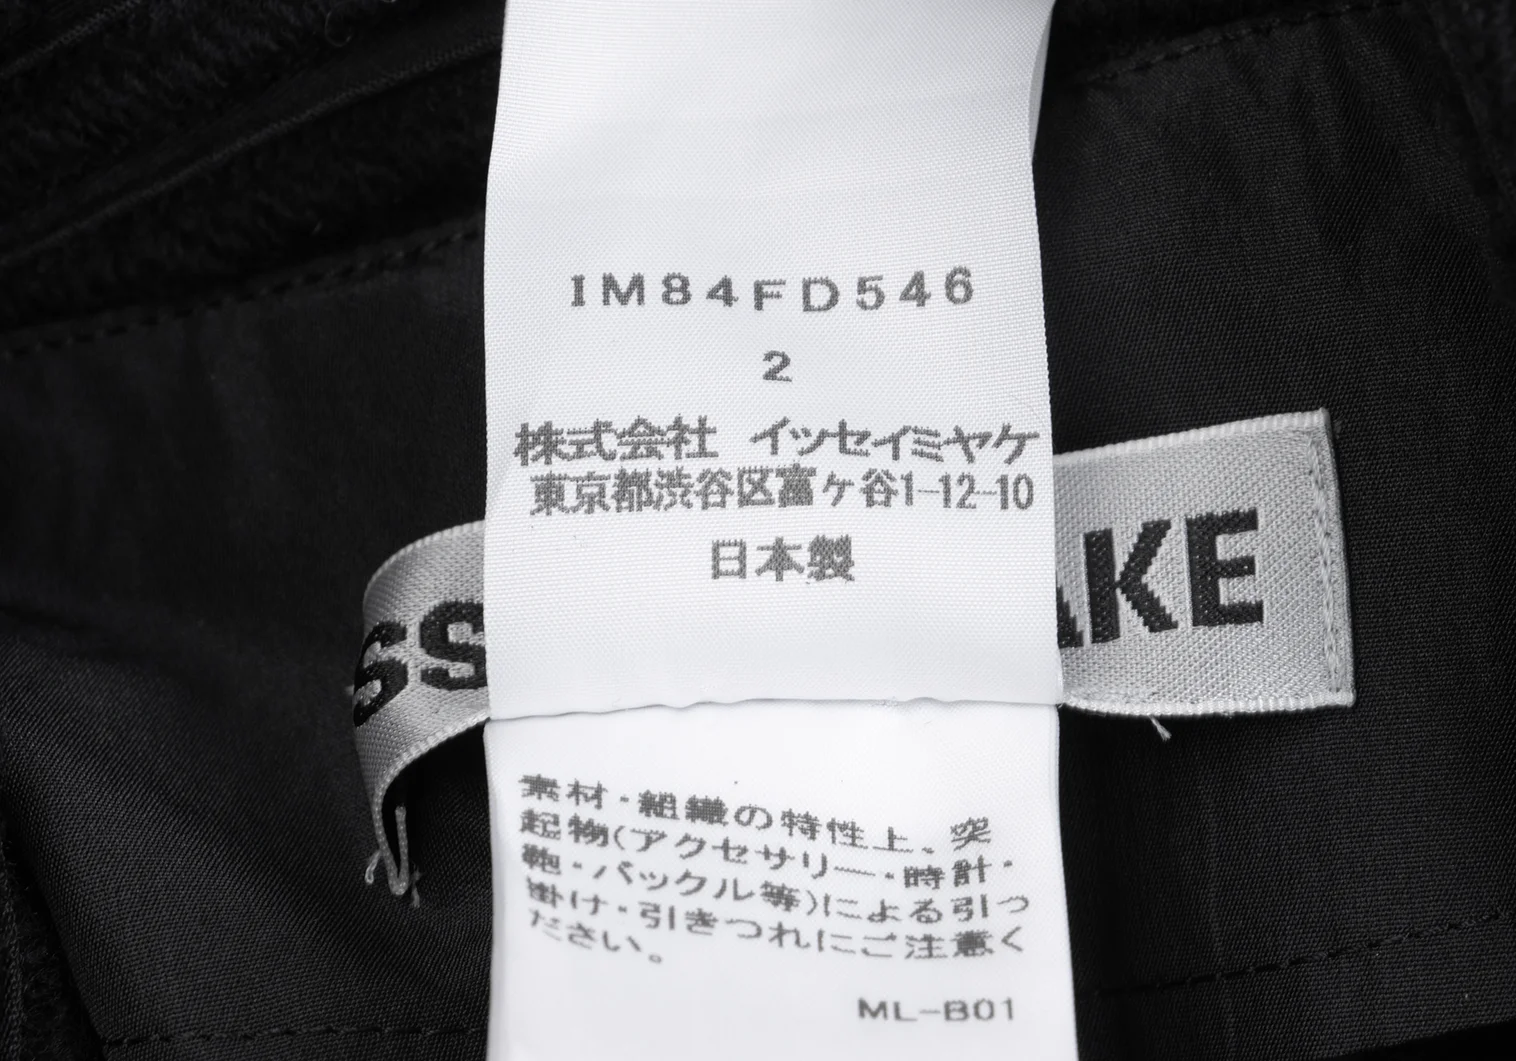 IM84FD546
2
株式会社 イッセイミヤケ
東京都渋谷区富ケ谷1-12-10
日本製
SS
AKE
素材・組織の特性上、突
起物(アクセサリー・時計・
鞄・バックル等)による引っ
掛け・引きつれにご注意く
ださい。
ML-B01